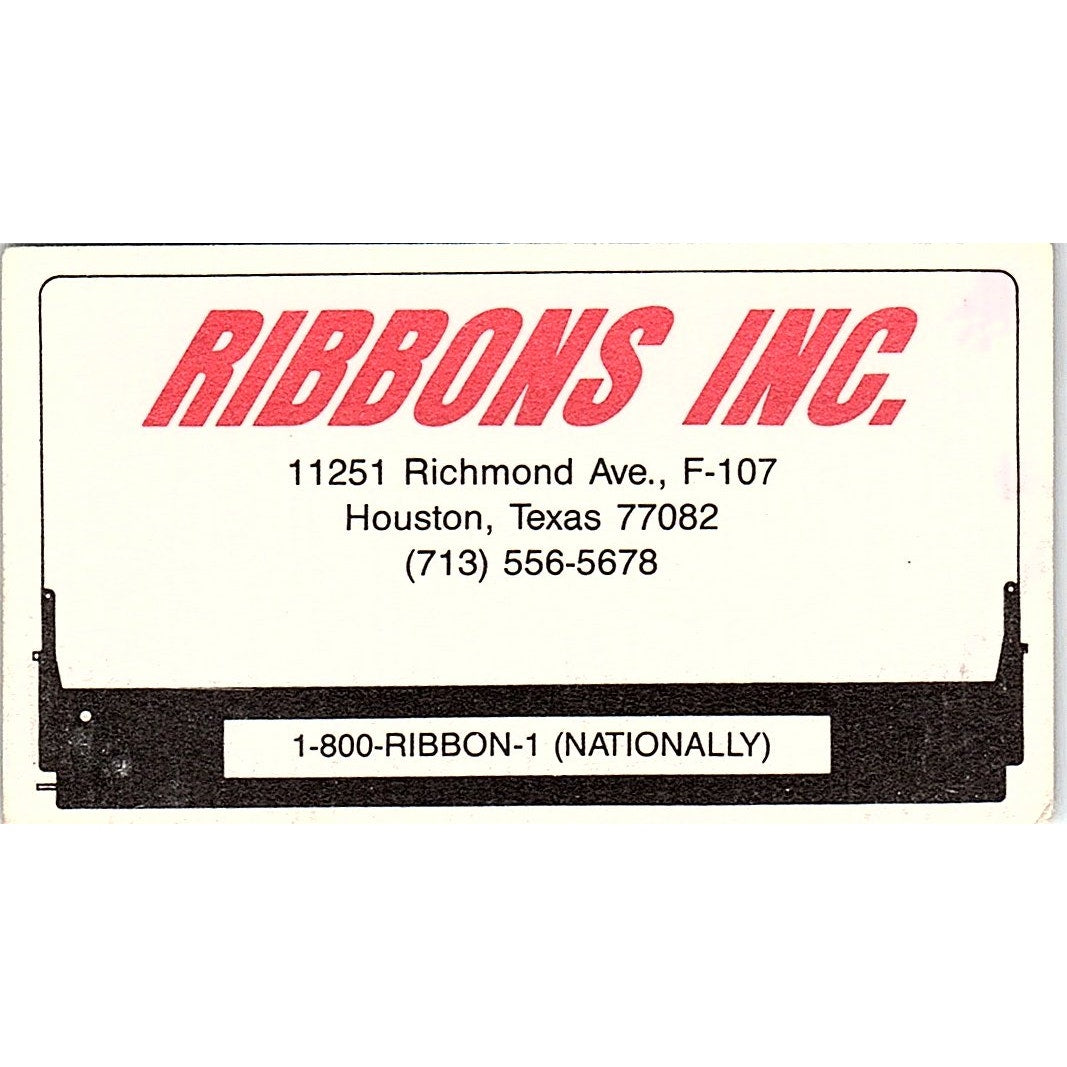 RIBBONS INC.
11251 Richmond Ave., F-107
Houston, Texas 77082
(713) 556-5678
1-800-RIBBON-1 (NATIONALLY)